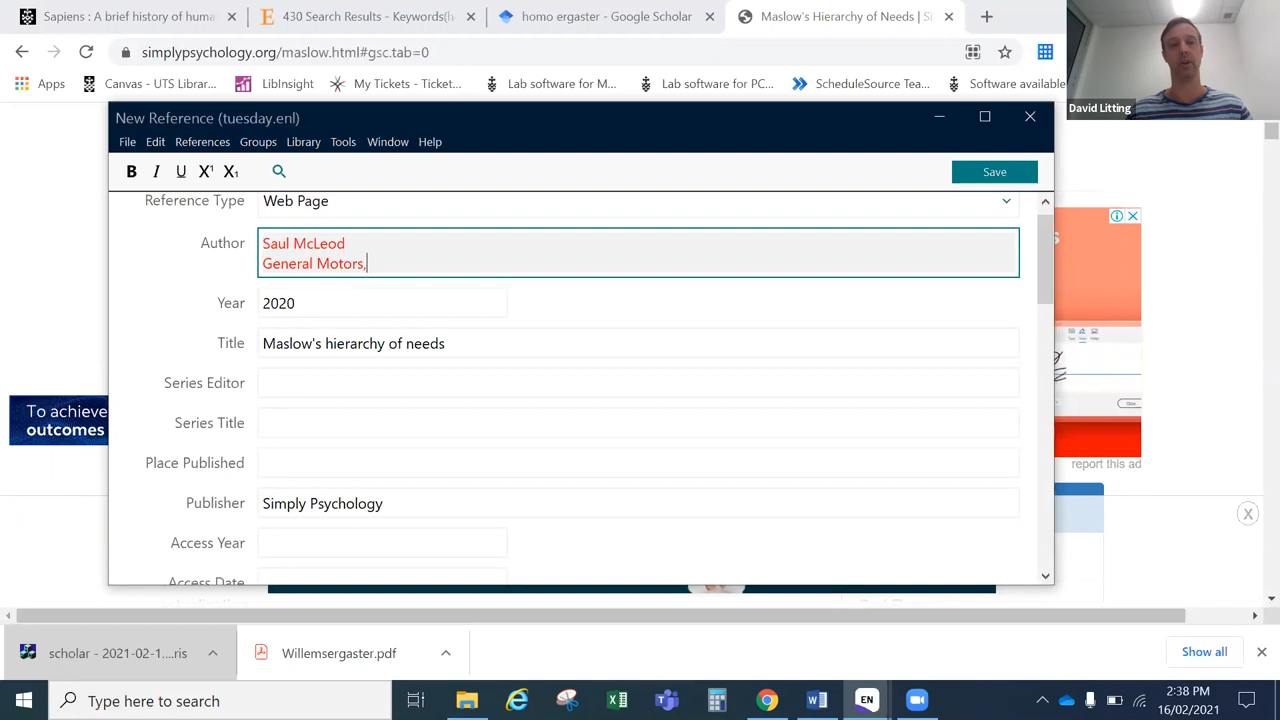 Sapiens : A brief history of huma
430 Search Results - Keywords(h
homo ergaster - Google Scholar
Maslow's Hierarchy of Needs | Si
simplypsychology.org/maslow.html#gsc.tab=0
Apps
Canvas - UTS Librar...
LibInsight
My Tickets - Ticket...
Lab software for M...
Lab software for PC...
ScheduleSource Tea...
Software available
David Litting
New Reference (tuesday.enl)
File Edit References Groups Library Tools Window Help
B I U X¹ X₁
Save
Reference Type Web Page
Author Saul McLeod
General Motors,
Year 2020
Title Maslow's hierarchy of needs
Series Editor
Series Title
Place Published
Publisher Simply Psychology
Access Year
Access Date
To achieve
outcomes
report this ad
scholar - 2021-02-1....ris
Willemsergaster.pdf
Show all
Type here to search
EN
2:38 PM
16/02/2021